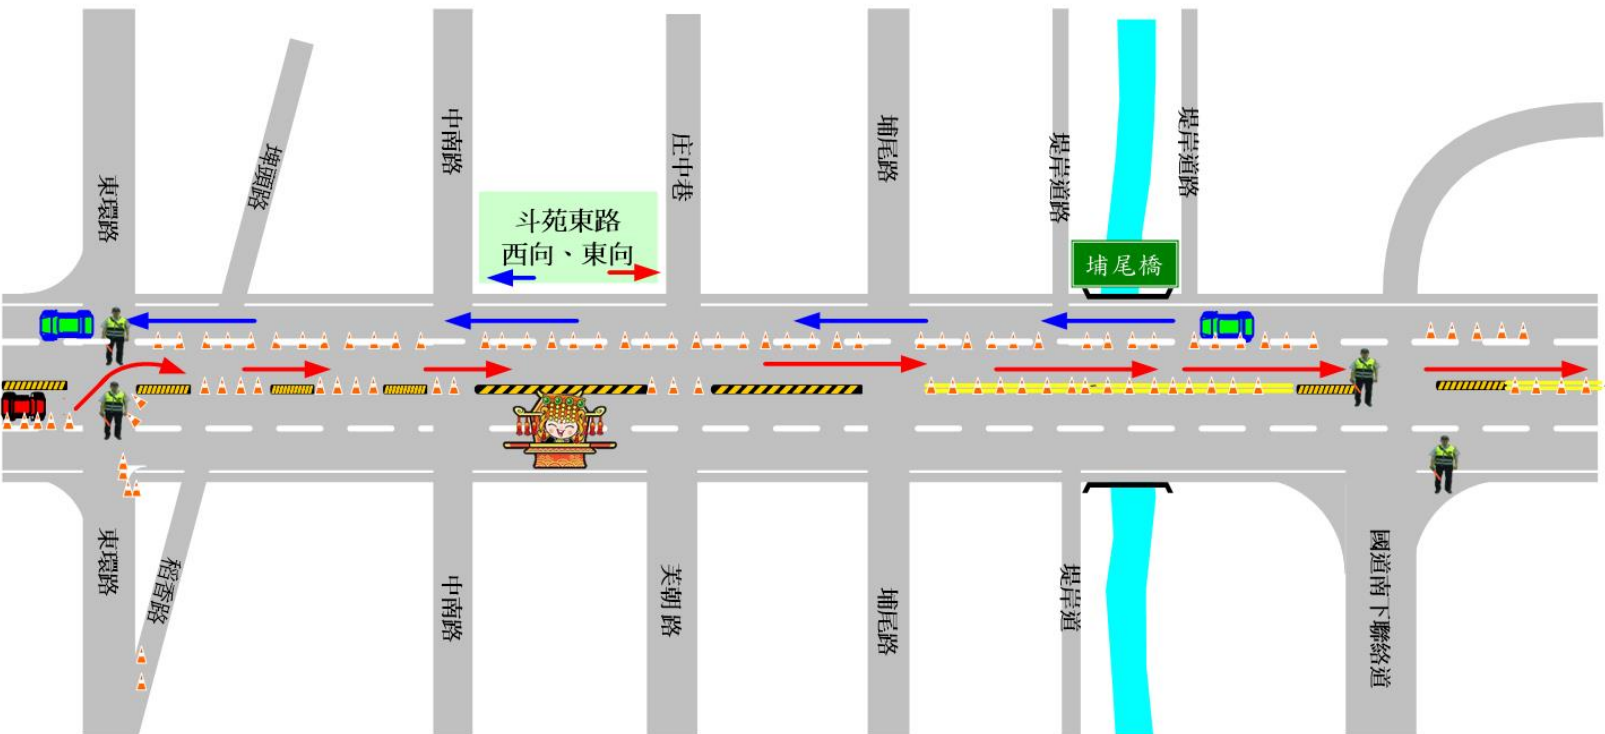 東環路
埤頭路
中南路
斗苑東路
西向、東向
庄中巷
埔尾路
堤岸道路
埔尾橋
堤岸道路
東環路
稻香路
中南路
芙朝路
埔尾路
堤岸道
國道南下聯絡道